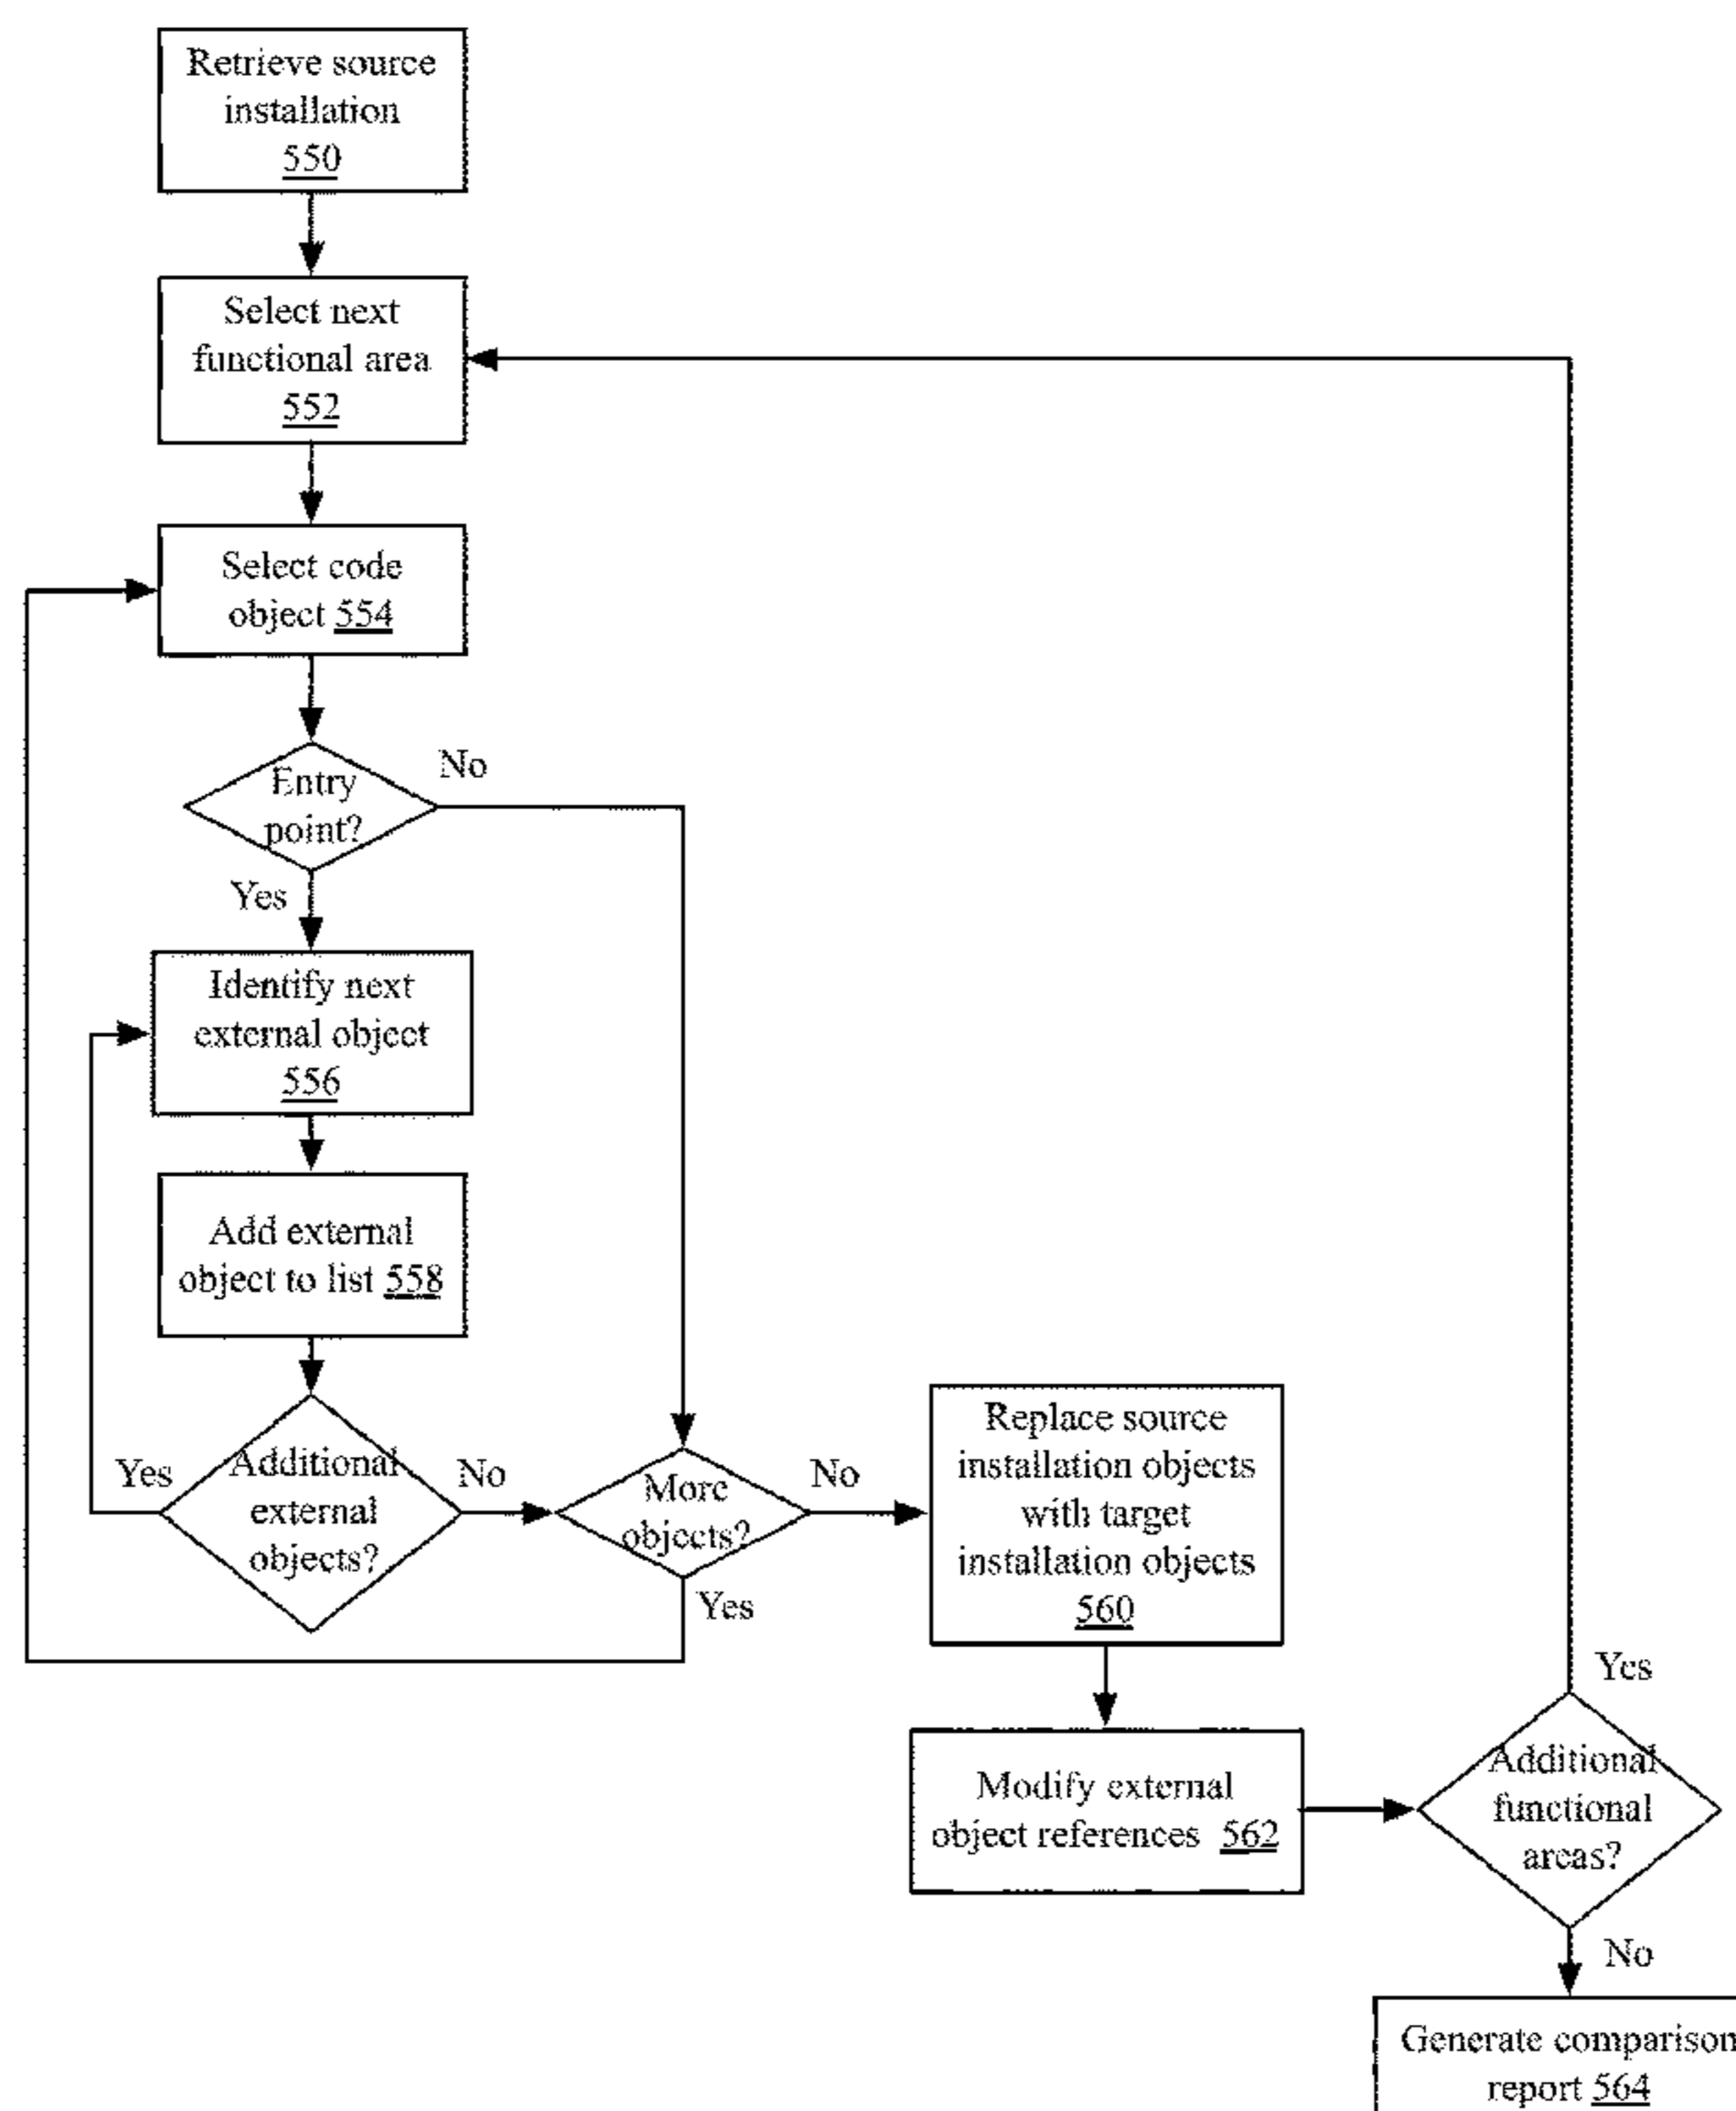 Retrieve source
installation
550
Select next
functional area
552
Select code
object 554
Entry
point?
No
Yes
Identify next
external object
556
Add external
object to list 558
Additional
external
objects?
Yes
No
More
objects?
No
Yes
Replace source
installation objects
with target
installation objects
560
Modify external
object references 562
Additional
functional
areas?
Yes
No
Generate comparison
report 564